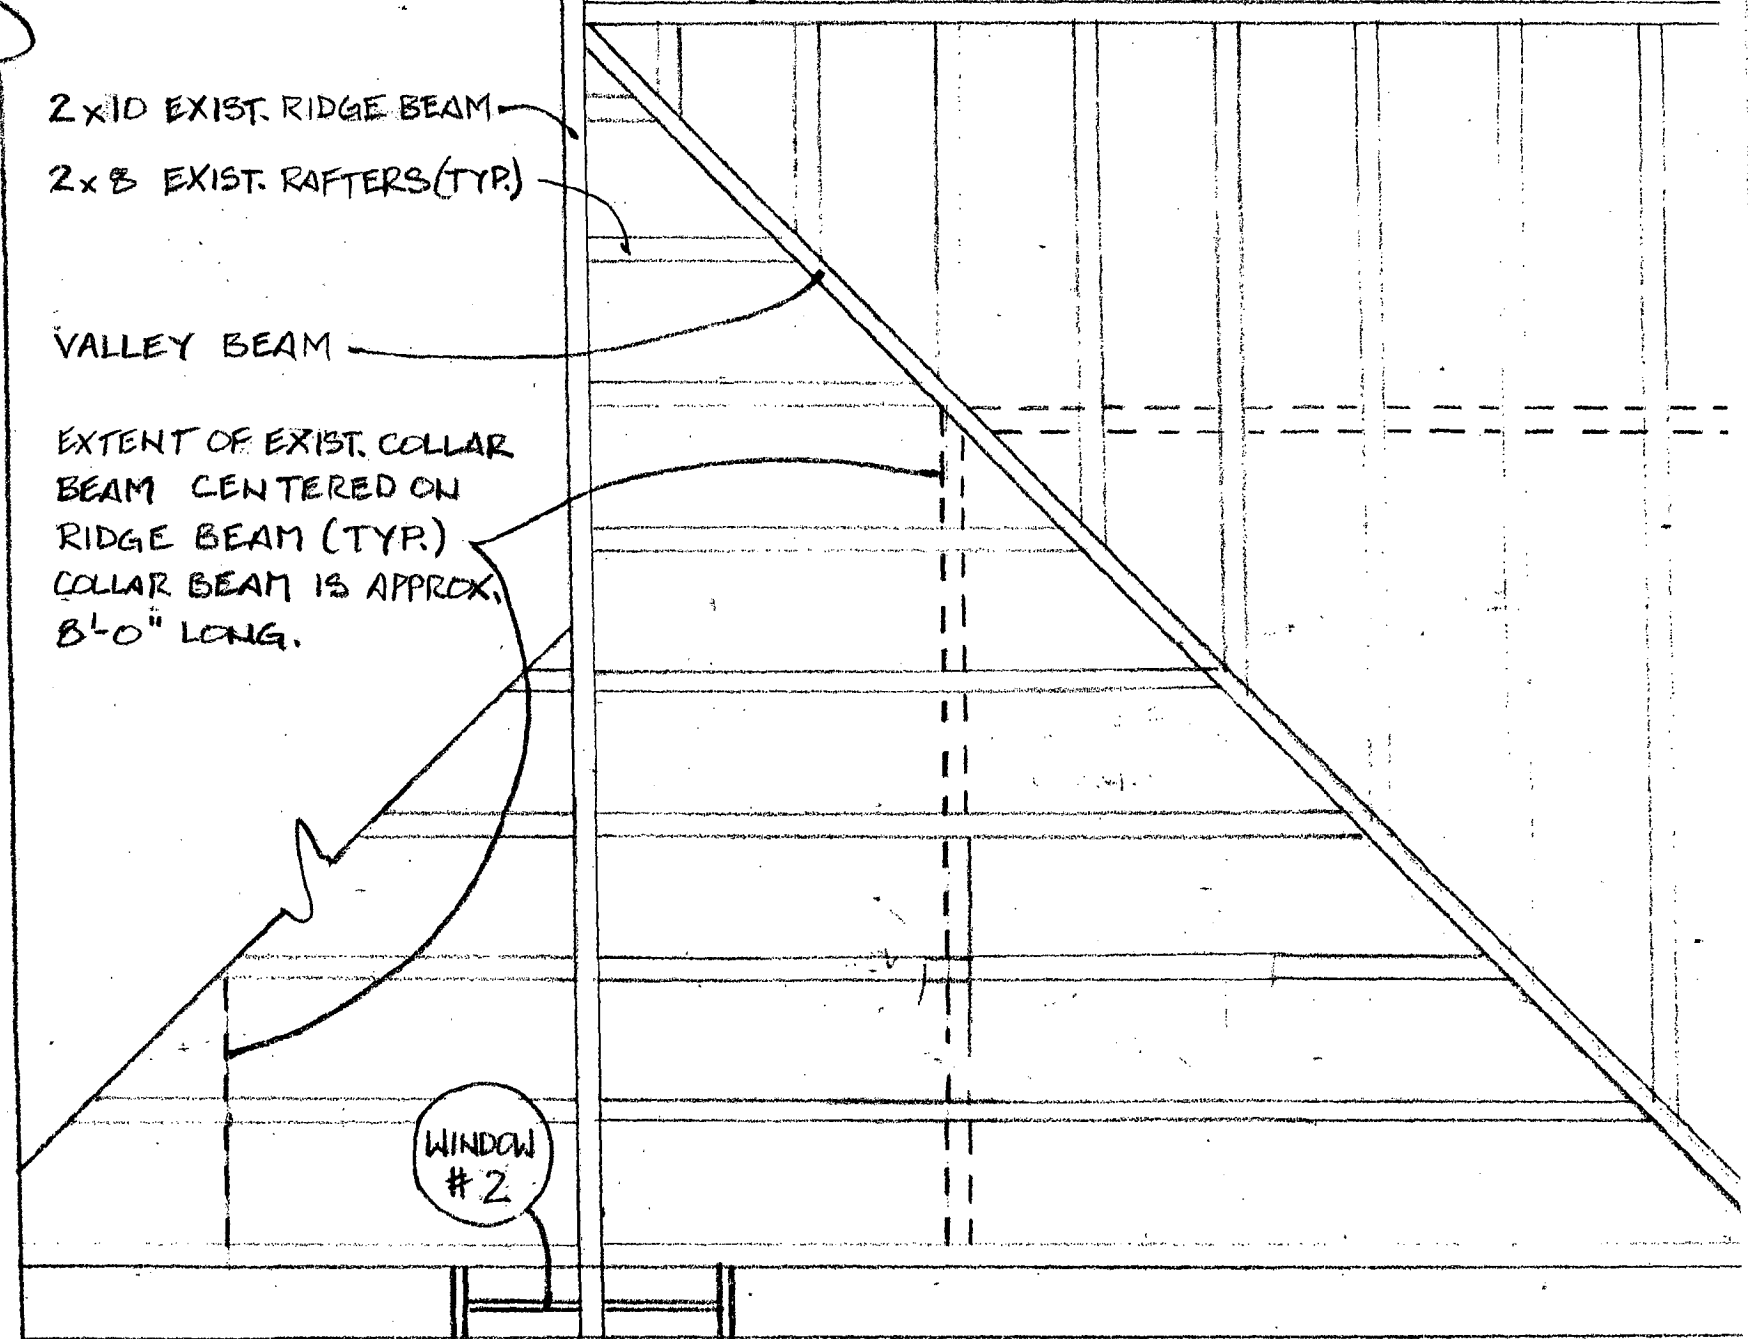 2x10 EXIST. RIDGE BEAM
2x8 EXIST. RAFTERS (TYP.)
VALLEY BEAM
EXTENT OF EXIST. COLLAR
BEAM CENTERED ON
RIDGE BEAM (TYP.)
COLLAR BEAM IS APPROX.
8'-0" LONG.
WINDOW
# 2